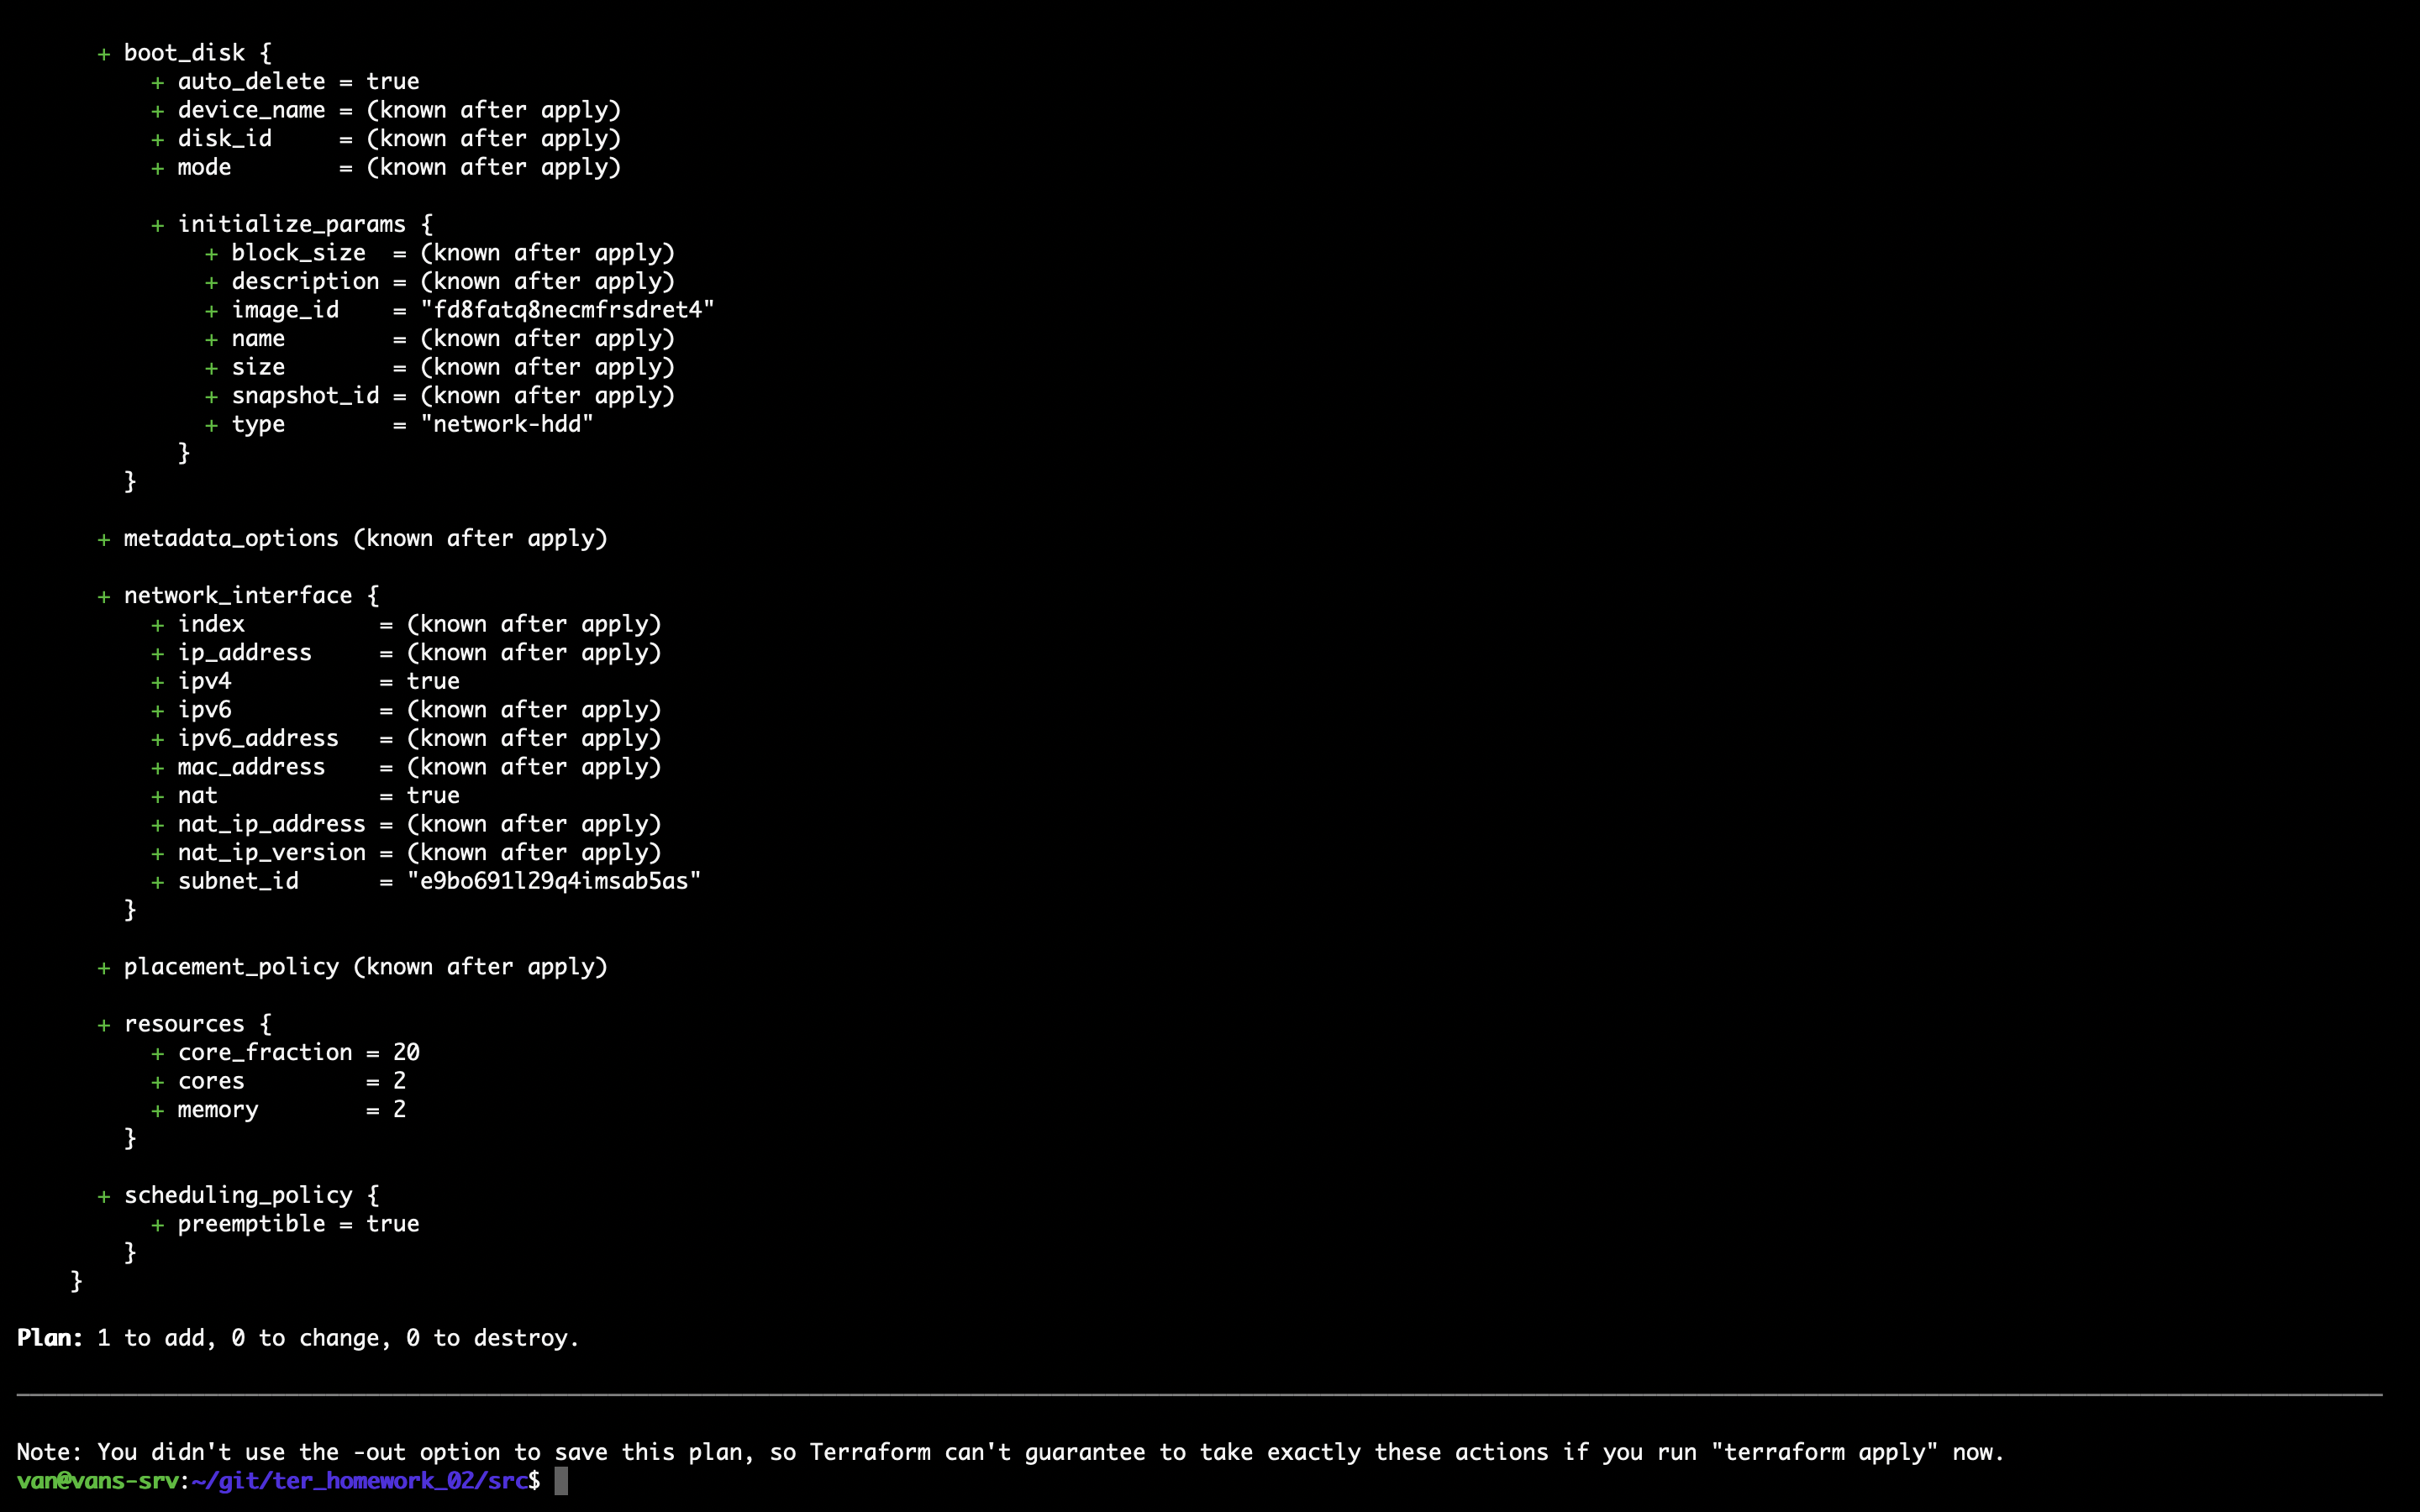 + boot_disk {
+ auto_delete = true
+ device_name = (known after apply)
+ disk_id     = (known after apply)
+ mode        = (known after apply)
+ initialize_params {
+ block_size  = (known after apply)
+ description = (known after apply)
+ image_id    = "fd8fatq8necmfrsdret4"
+ name        = (known after apply)
+ size        = (known after apply)
+ snapshot_id = (known after apply)
+ type        = "network-hdd"
}
}
+ metadata_options (known after apply)
+ network_interface {
+ index          = (known after apply)
+ ip_address     = (known after apply)
+ ipv4           = true
+ ipv6           = (known after apply)
+ ipv6_address   = (known after apply)
+ mac_address    = (known after apply)
+ nat            = true
+ nat_ip_address = (known after apply)
+ nat_ip_version = (known after apply)
+ subnet_id      = "e9bo691l29q4imsab5as"
}
+ placement_policy (known after apply)
+ resources {
+ core_fraction = 20
+ cores         = 2
+ memory        = 2
}
+ scheduling_policy {
+ preemptible = true
}
}
Plan: 1 to add, 0 to change, 0 to destroy.
Note: You didn't use the -out option to save this plan, so Terraform can't guarantee to take exactly these actions if you run "terraform apply" now.
van@vans-srv:~/git/ter_homework_02/src$